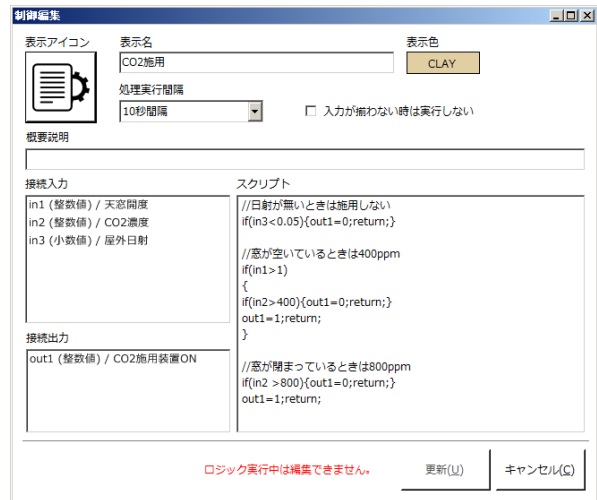 制御編集
表示アイコン 表示名 表示色
CO2施用 CLAY
処理実行間隔
10秒間隔 入力が揃わない時は実行しない
概要説明
接続入力
in1 (整数値) / 天窓開度
in2 (整数値) / CO2濃度
in3 (小数値) / 屋外日射
接続出力
out1 (整数値) / CO2施用装置ON
スクリプト
//日射が無いときは施用しない
if(in3<0.05){out1=0;return;}
//窓が空いているときは400ppm
if(in1>1)
{
if(in2>400){out1=0;return;}
out1=1;return;
}
//窓が閉まっているときは800ppm
if(in2 >800){out1=0;return;}
out1=1;return;
ロジック実行中は編集できません。 更新(U) キャンセル(C)